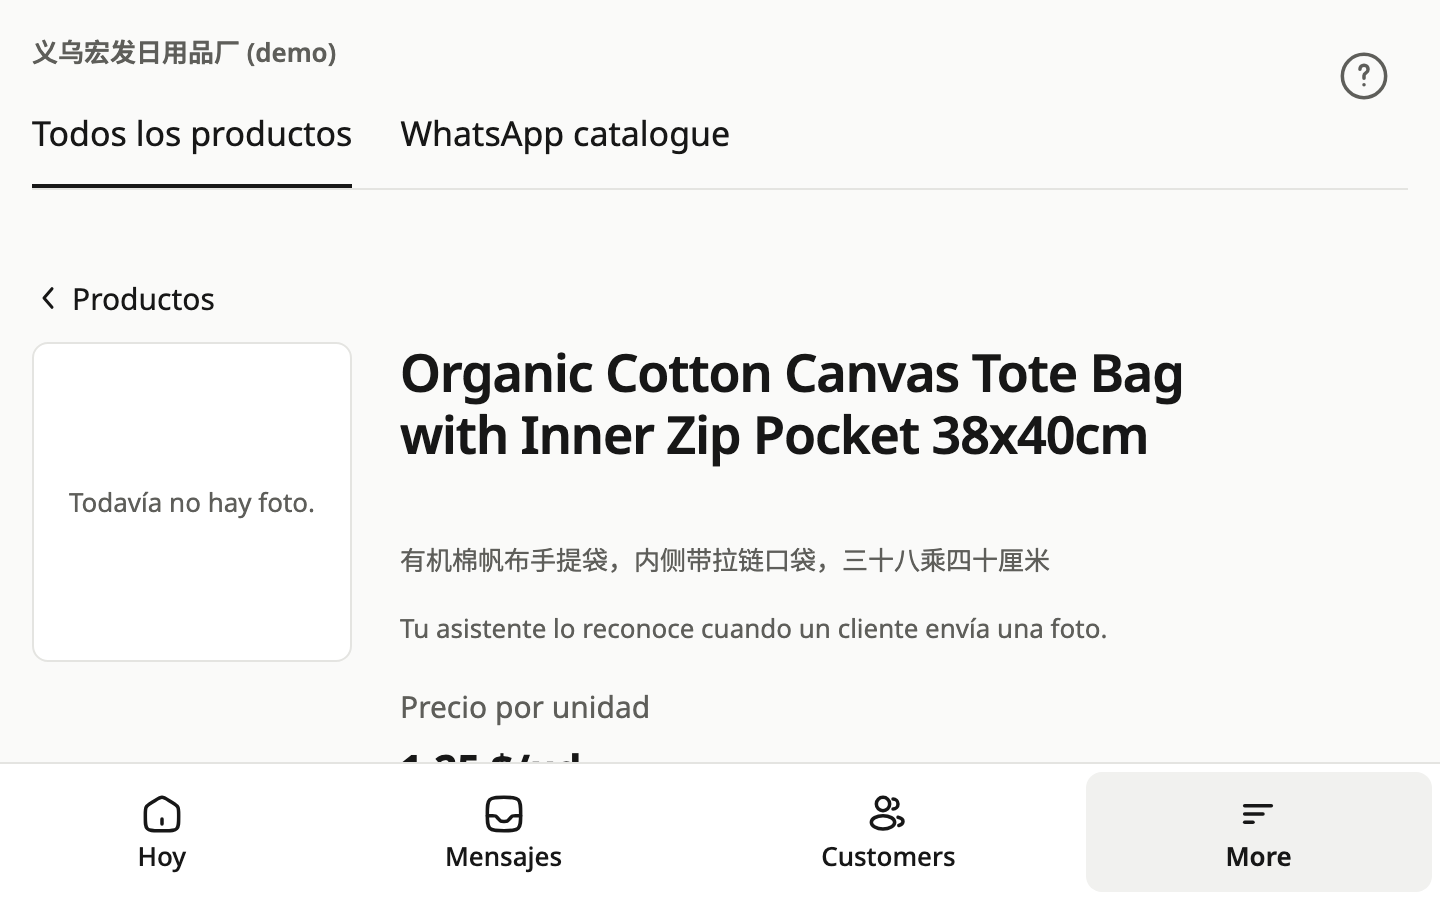 义乌宏发日用品厂 (demo)
Todos los productos
WhatsApp catalogue
Productos
Todavía no hay foto.
Organic Cotton Canvas Tote Bag
with Inner Zip Pocket 38x40cm
有机棉帆布手提袋，内侧带拉链口袋，三十八乘四十厘米
Tu asistente lo reconoce cuando un cliente envía una foto.
Precio por unidad
Hoy
Mensajes
Customers
More